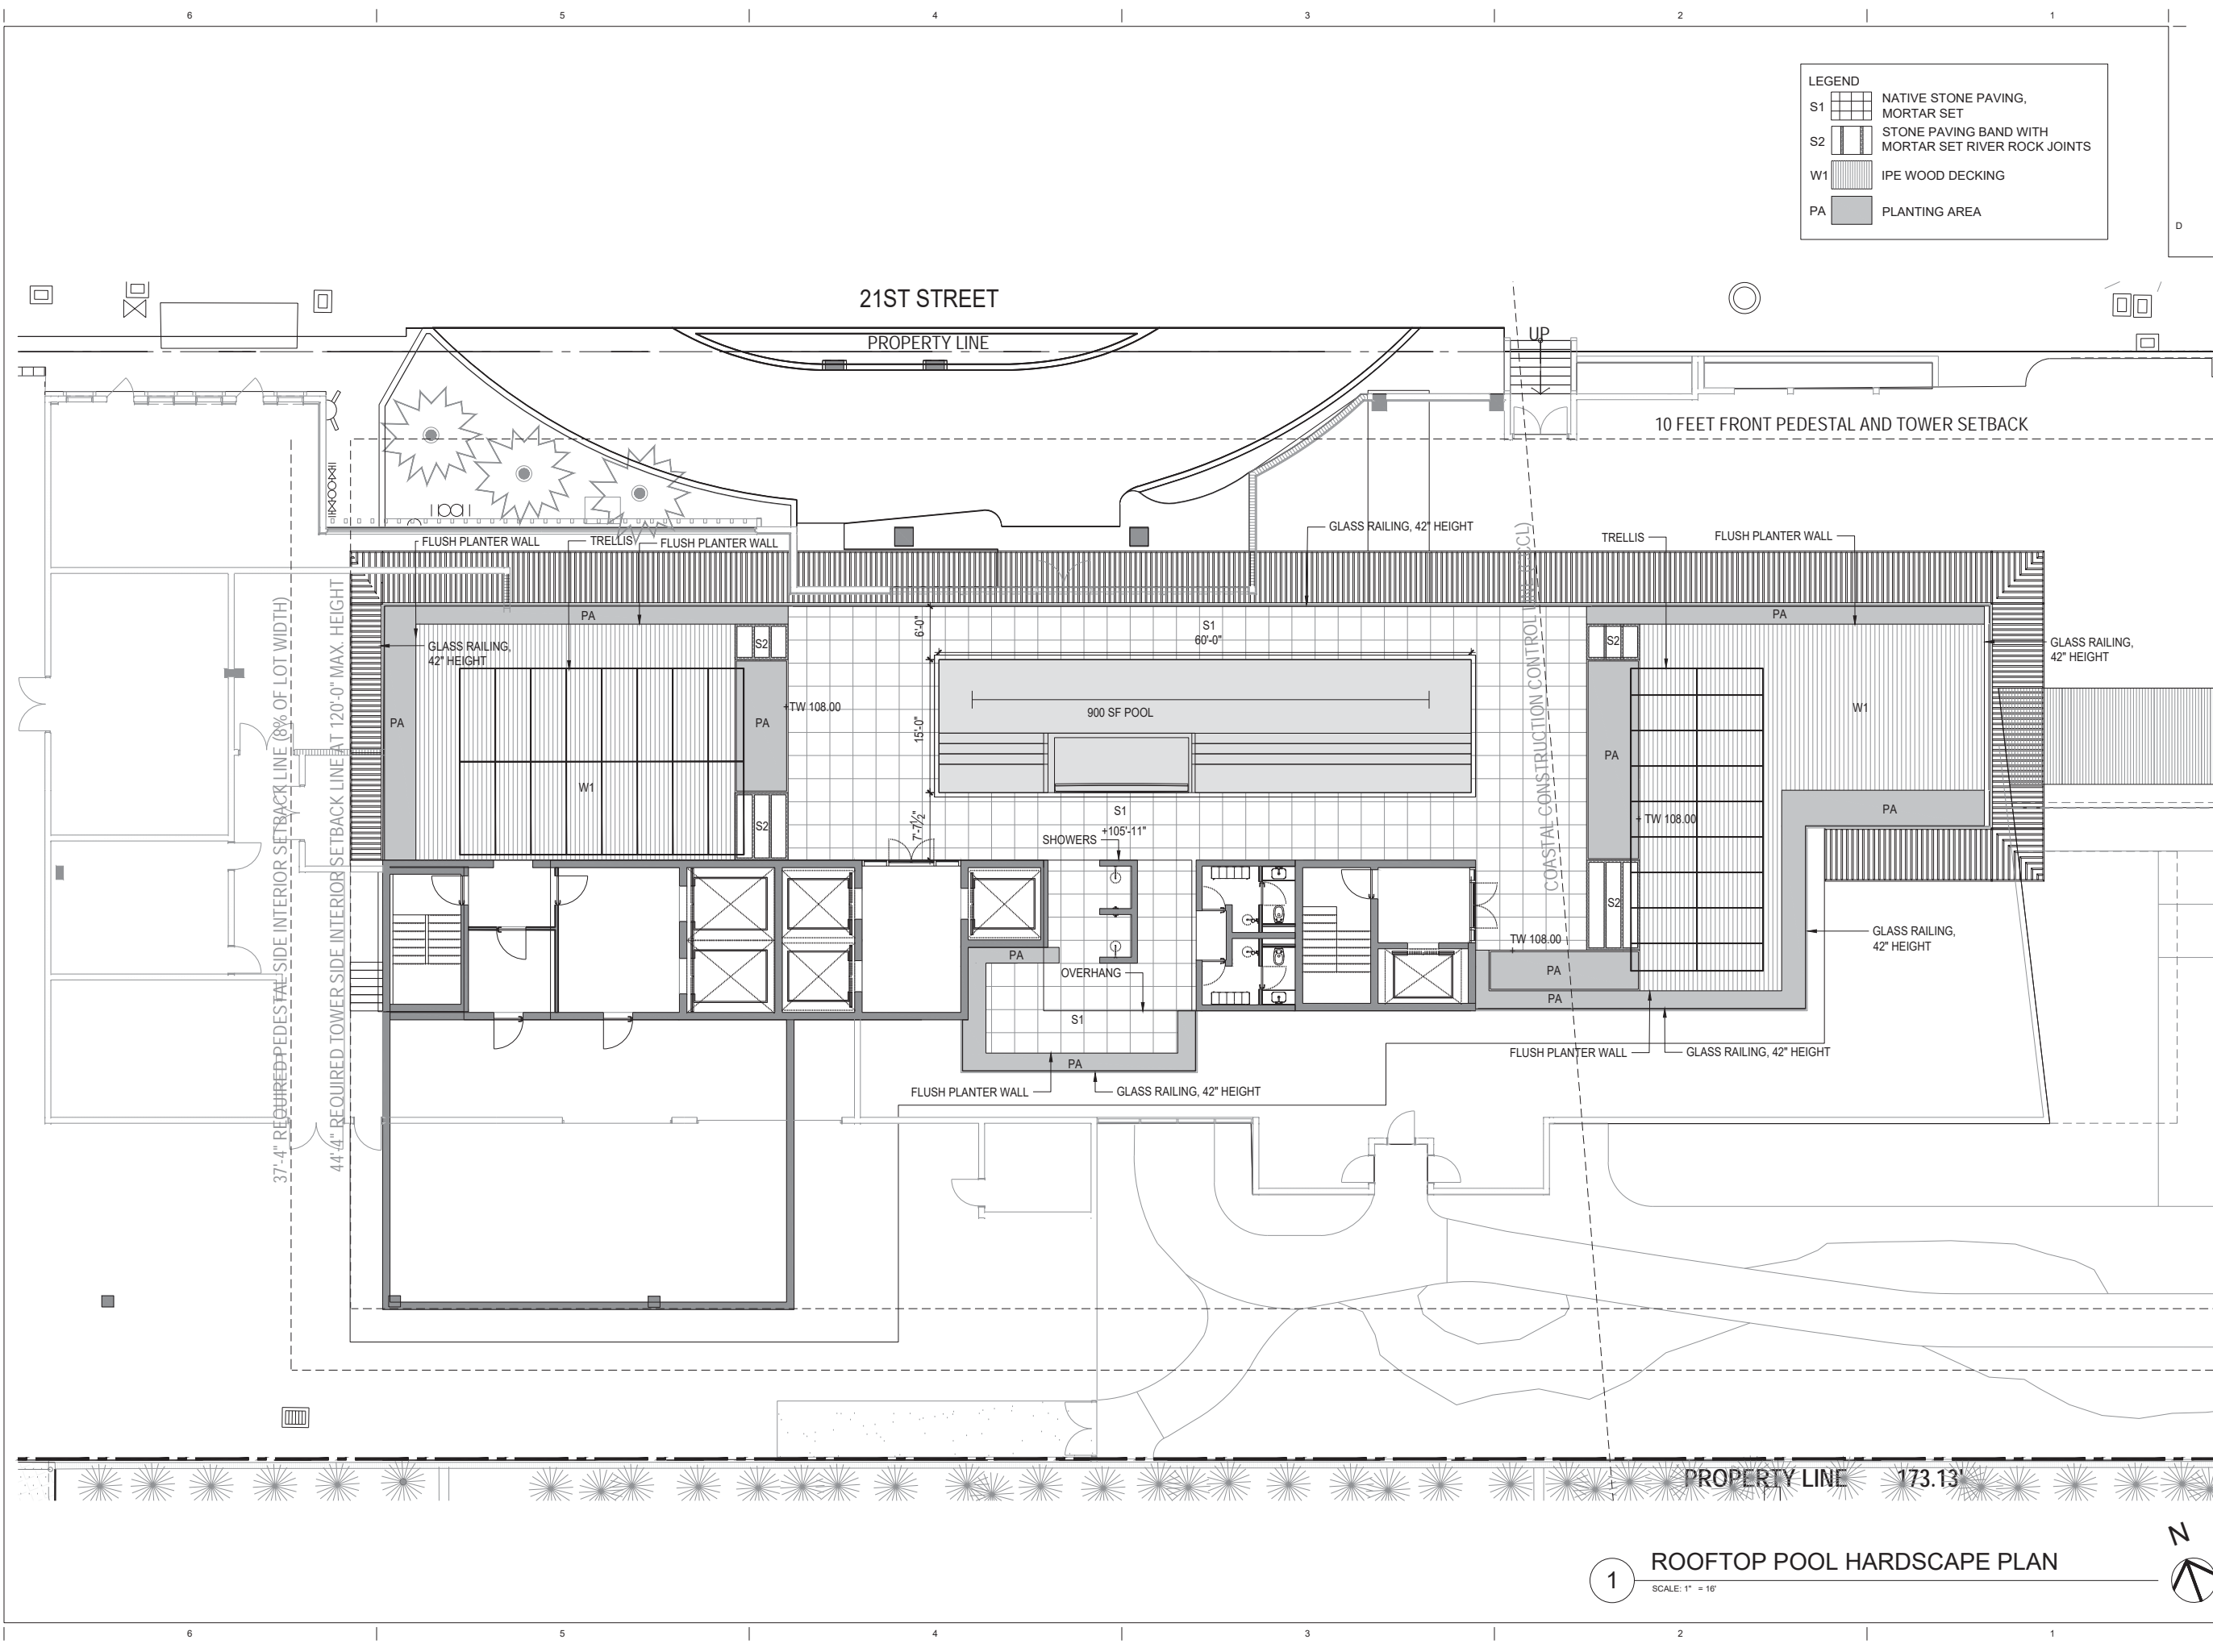 6 5 4 3 2 1
LEGEND
S1 NATIVE STONE PAVING,
MORTAR SET
S2 STONE PAVING BAND WITH
MORTAR SET RIVER ROCK JOINTS
W1 IPE WOOD DECKING
PA PLANTING AREA
D
21ST STREET
PROPERTY LINE
UP
10 FEET FRONT PEDESTAL AND TOWER SETBACK
GLASS RAILING, 42" HEIGHT
FLUSH PLANTER WALL
TRELLIS
FLUSH PLANTER WALL
TRELLIS
FLUSH PLANTER WALL
PA
PA
S2
S2
6'-0"
S1
60'-0"
GLASS RAILING,
42" HEIGHT
GLASS RAILING,
42" HEIGHT
PA
PA
+TW 108.00
15'-0"
900 SF POOL
W1
PA
W1
PA
S1
+105'-11"
+ TW 108.00
S2
7'-7½"
SHOWERS
S2
GLASS RAILING,
42" HEIGHT
TW 108.00
PA
OVERHANG
PA
PA
S1
PA
FLUSH PLANTER WALL
GLASS RAILING, 42" HEIGHT
FLUSH PLANTER WALL
GLASS RAILING, 42" HEIGHT
37'-4" REQUIRED PEDESTAL SIDE INTERIOR SETBACK LINE (8% OF LOT WIDTH)
44'-4" REQUIRED TOWER SIDE INTERIOR SETBACK LINE AT 120'-0" MAX. HEIGHT
COASTAL CONSTRUCTION CONTROL LINE (CCCL)
PROPERTY LINE 173.13'
N
1 ROOFTOP POOL HARDSCAPE PLAN
SCALE: 1" = 16'
6 5 4 3 2 1